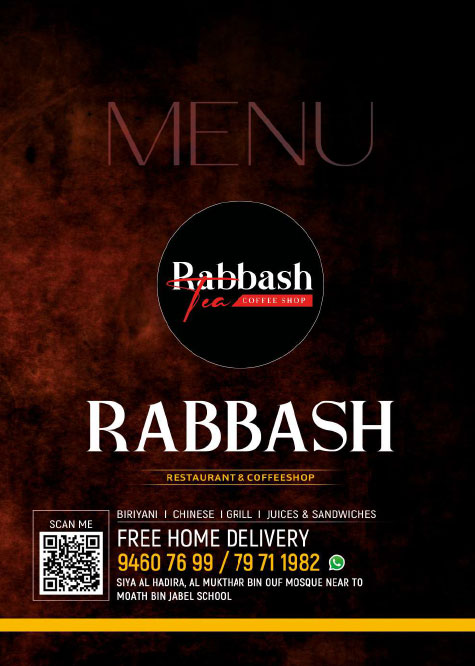 MENU
Rabbash
Tea
COFFEE SHOP
RABBASH
RESTAURANT & COFFEESHOP
SCAN ME
BIRIYANI I CHINESE I GRILL I JUICES & SANDWICHES
FREE HOME DELIVERY
9460 76 99 / 79 71 1982
SIYA AL HADIRA, AL MUKTHAR BIN OUF MOSQUE NEAR TO
MOATH BIN JABEL SCHOOL